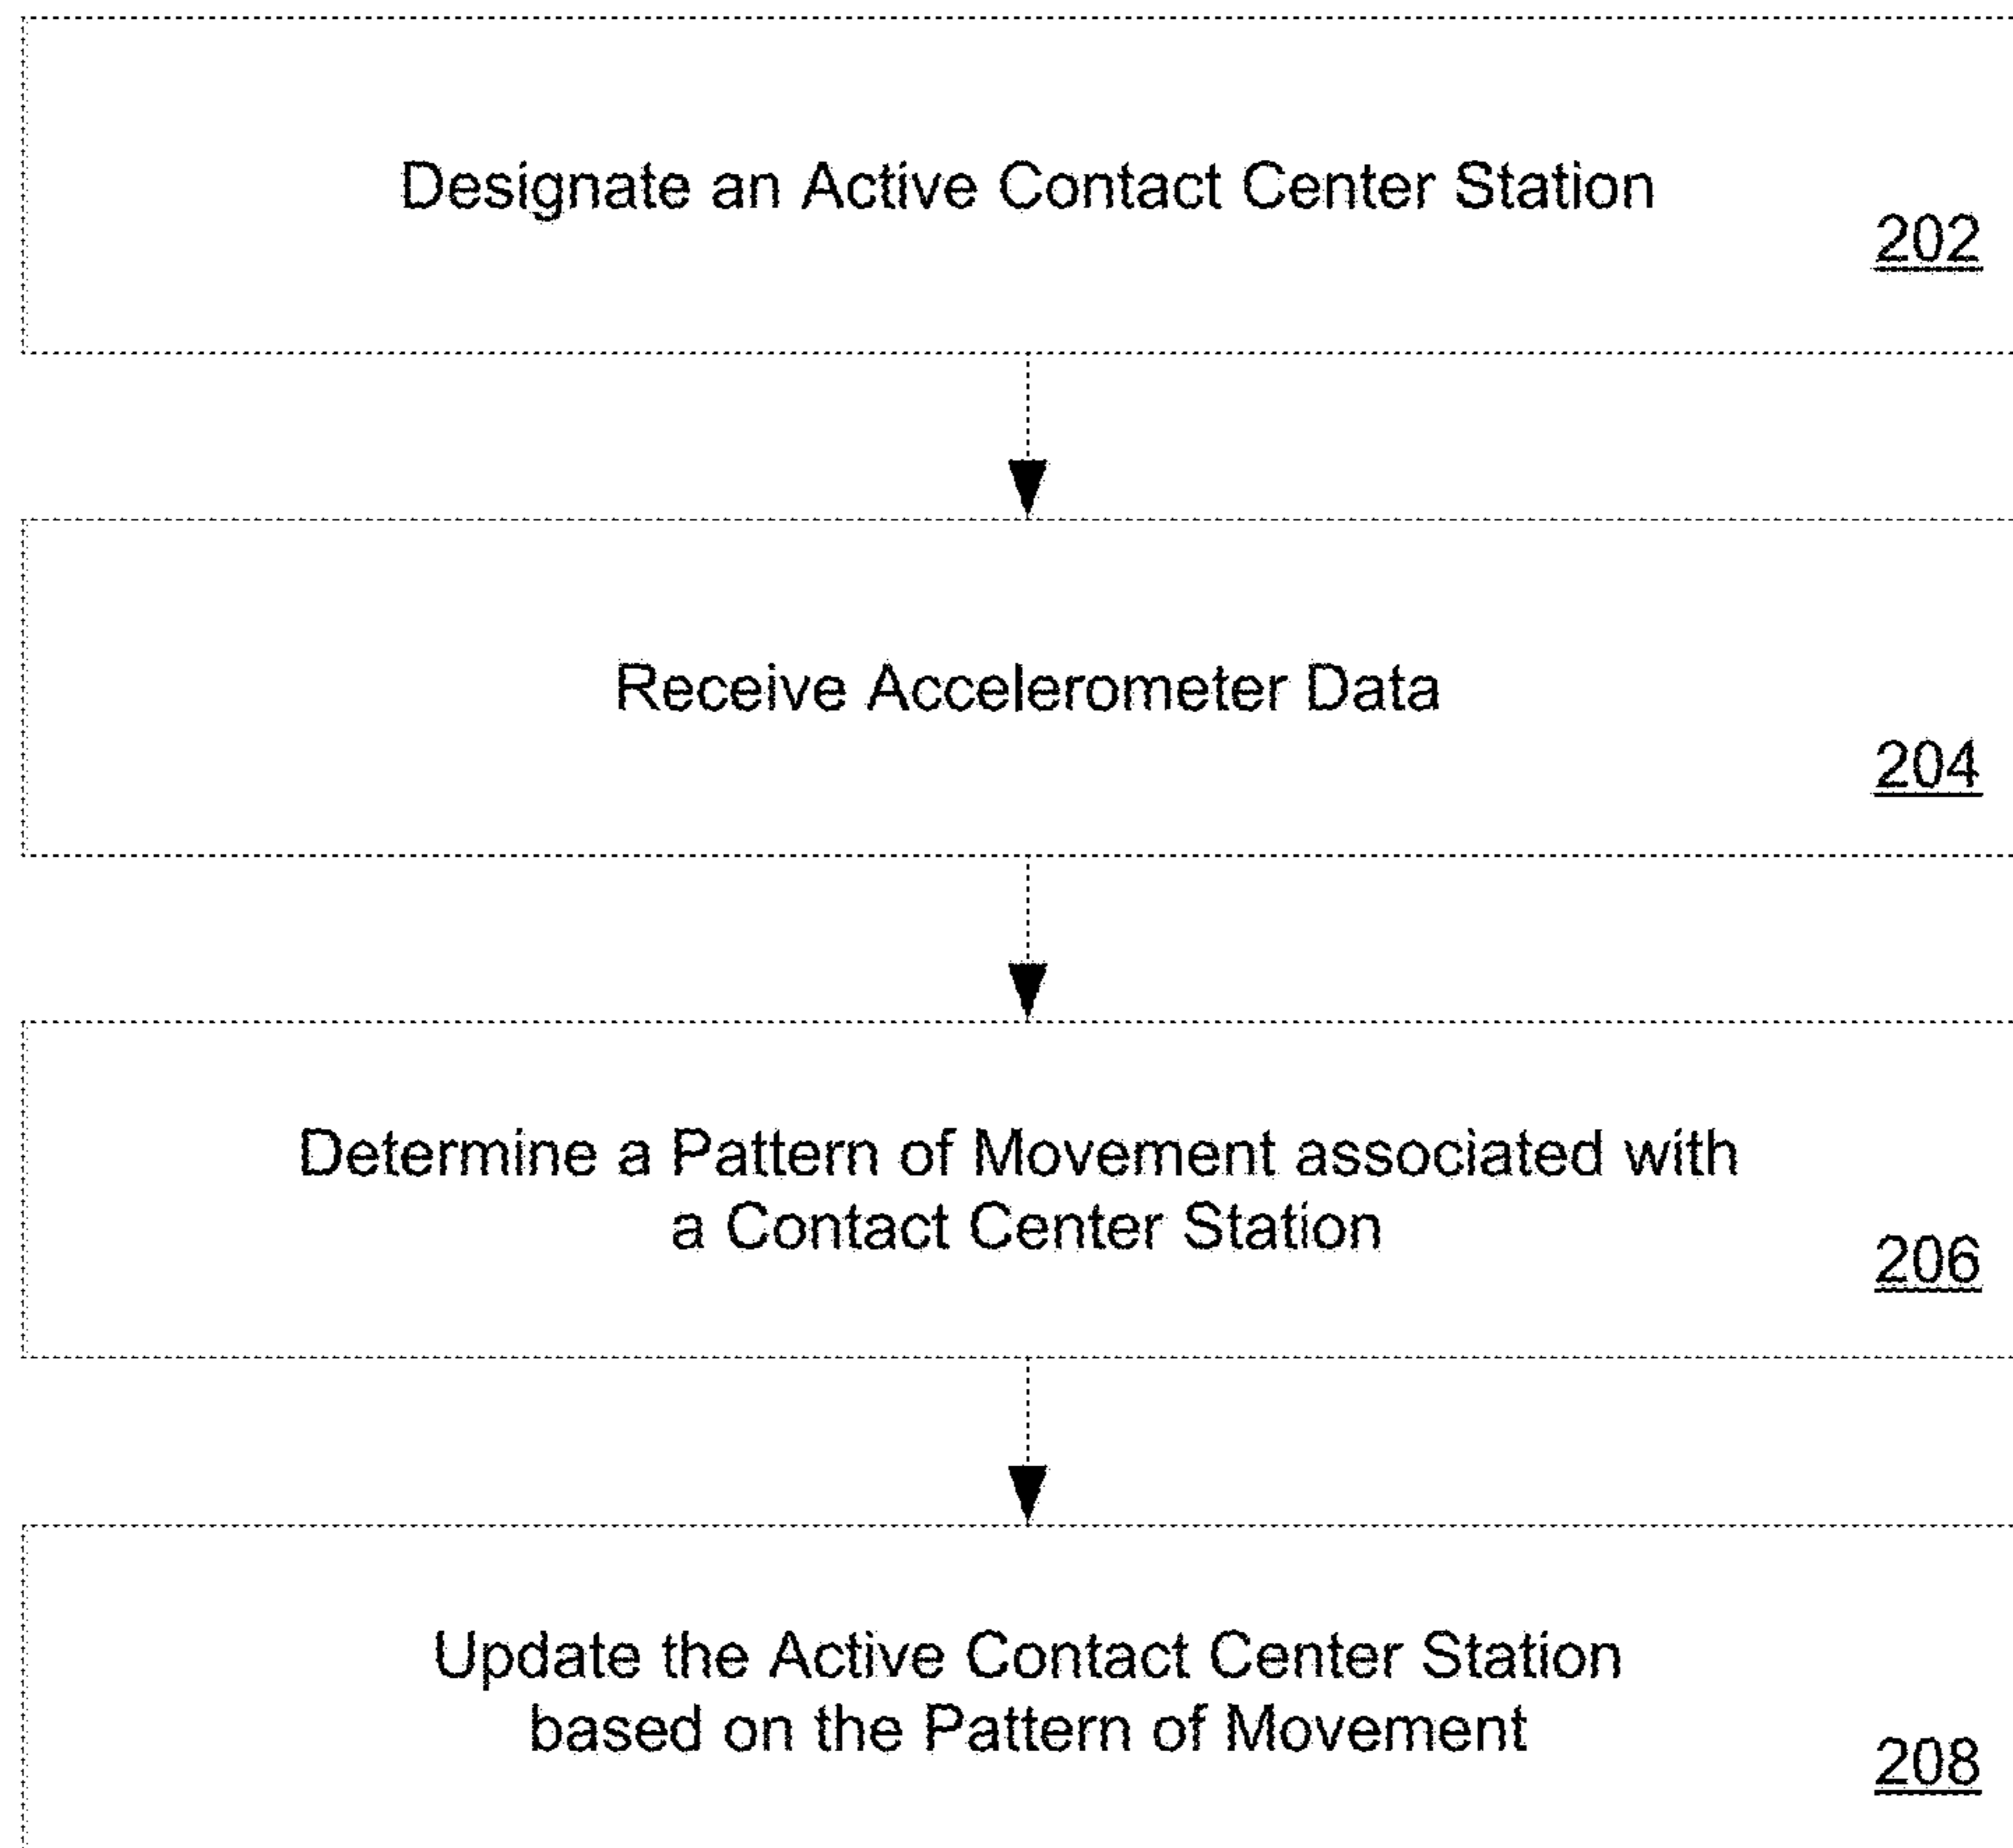 Designate an Active Contact Center Station
202
Receive Accelerometer Data
204
Determine a Pattern of Movement associated with
a Contact Center Station
206
Update the Active Contact Center Station
based on the Pattern of Movement
208